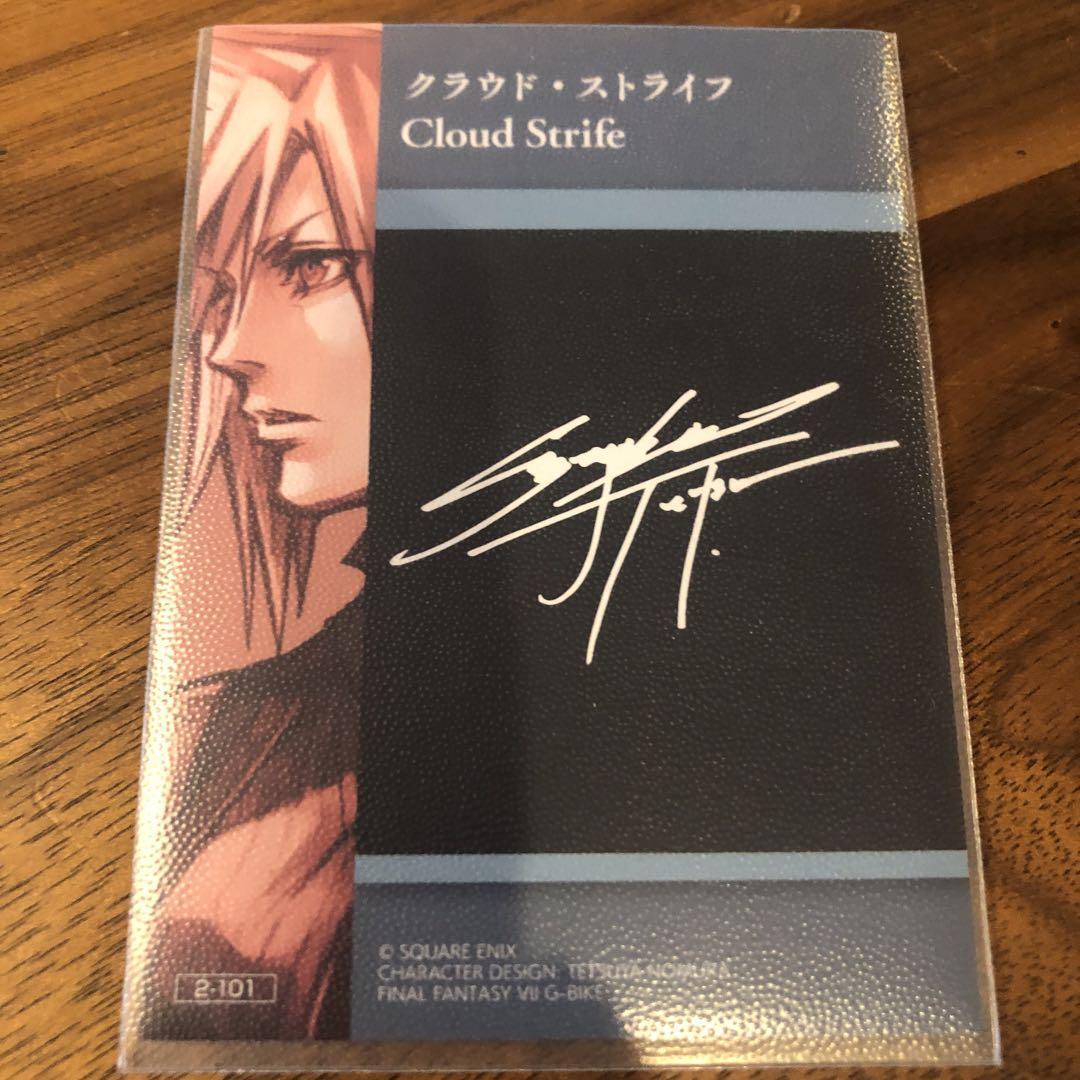 クラウド・ストライフ
Cloud Strife
© SQUARE ENIX
CHARACTER DESIGN: TETSUYA NOMURA
FINAL FANTASY VII G-BIKE
2-101